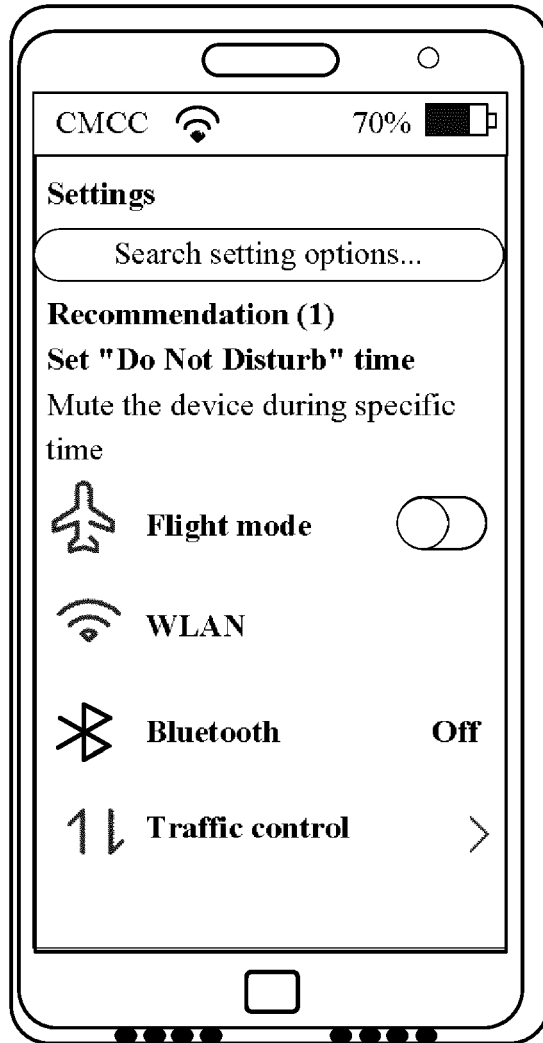 CMCC 70%
Settings
Search setting options...
Recommendation (1)
Set "Do Not Disturb" time
Mute the device during specific
time
Flight mode
WLAN
Bluetooth Off
Traffic control